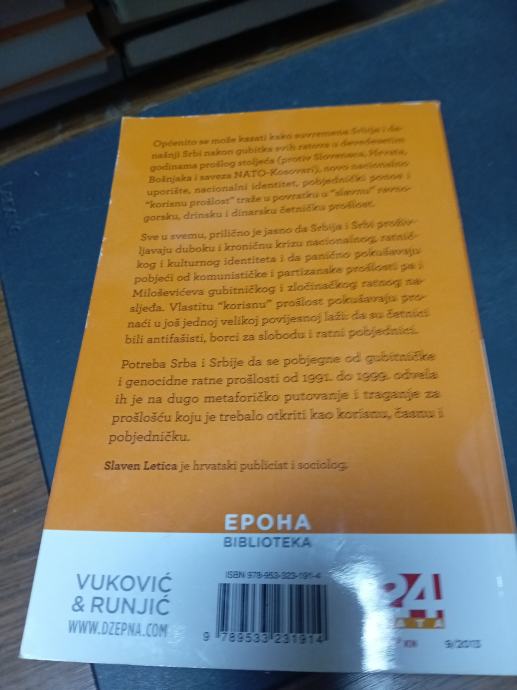 Općenito se može kazati kako suvremena Srbija i da-
našnji Srbi nakon gubitka svih ratova u devedesetim
godinama prošlog stoljeća (protiv Slovenaca, Hrvata,
Bošnjaka i saveza NATO-Kosovari), novo nacionalno
uporište, nacionalni identitet, pobjednički ponos i
"korisnu prošlost" traže u povratku u "slavnu" ravno-
gorsku, drinsku i dinarsku četničku prošlost.
Sve u svemu, prilično je jasno da Srbija i Srbi proživ-
ljavaju duboku i kroničnu krizu nacionalnog, ratnič-
kog i kulturnog identiteta i da panično pokušavaju
pobjeći od komunističke i partizanske prošlosti pa i
Miloševićeva gubitničkog i zločinačkog ratnog na-
sljeđa. Vlastitu "korisnu" prošlost pokušavaju pro-
naći u još jednoj velikoj povijesnoj laži: da su četnici
bili antifašisti, borci za slobodu i ratni pobjednici.
Potreba Srba i Srbije da se pobjegne od gubitničke
i genocidne ratne prošlosti od 1991. do 1999. odvela
ih je na dugo metaforičko putovanje i traganje za
prošlošću koju je trebalo otkriti kao korisnu, časnu i
pobjedničku.
Slaven Letica je hrvatski publicist i sociolog.
EPOHA
BIBLIOTEKA
VUKOVIĆ
& RUNJIĆ
WWW.DZEPNA.COM
ISBN 978-953-323-191-4
9 789533 231914
24
KN
9/2013